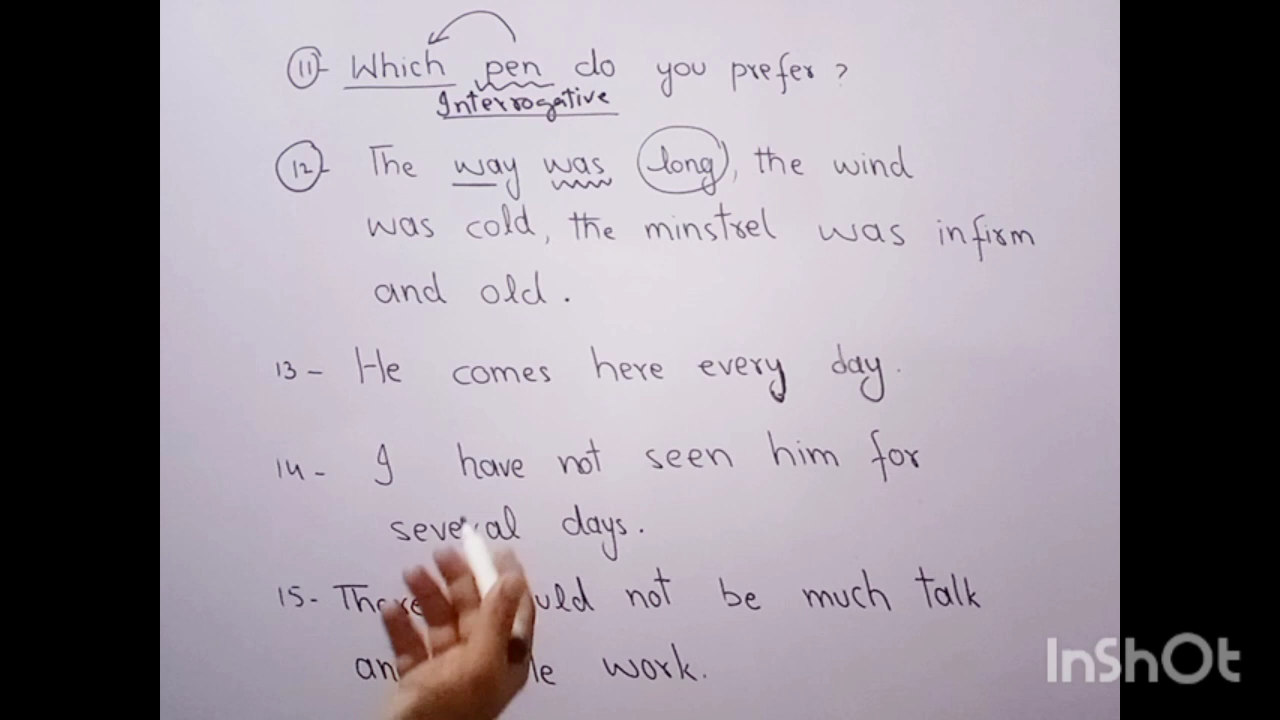 11- Which pen do you prefer ?
Interrogative
12- The way was long, the wind
was cold, the minstrel was infirm
and old.
13 - He comes here every day.
14 - I have not seen him for
several days.
15 - There not be much talk
work.
InShOt